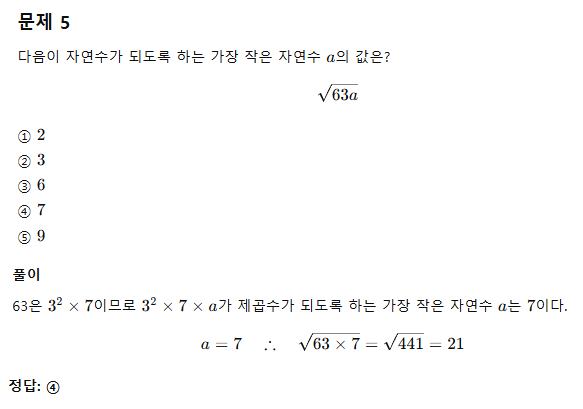 문제 5
다음이 자연수가 되도록 하는 가장 작은 자연수 a의 값은?
√(63a)
① 2
② 3
③ 6
④ 7
⑤ 9
풀이
63은 3² × 7이므로 3² × 7 × a가 제곱수가 되도록 하는 가장 작은 자연수 a는 7이다.
a = 7 ∴ √(63 × 7) = √441 = 21
정답: ④